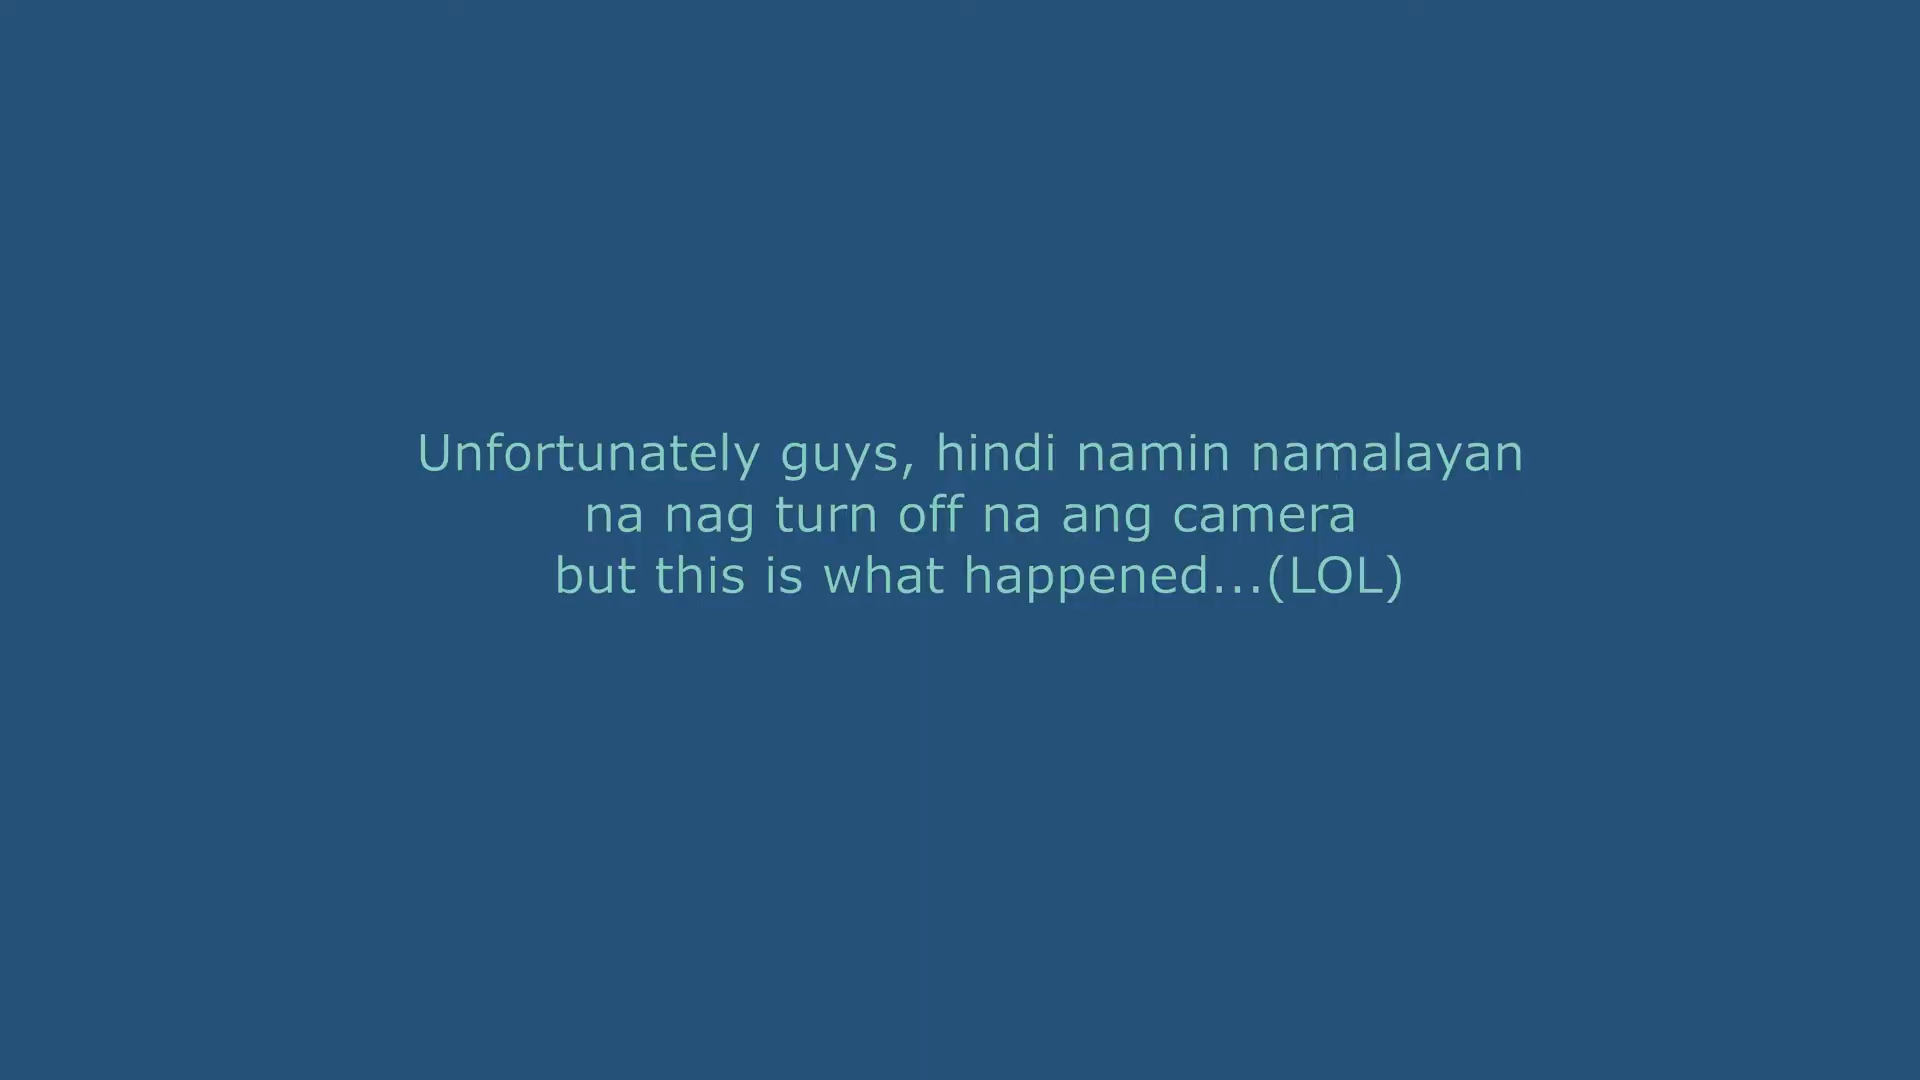 Unfortunately guys, hindi namin namalayan
na nag turn off na ang camera
but this is what happened...(LOL)